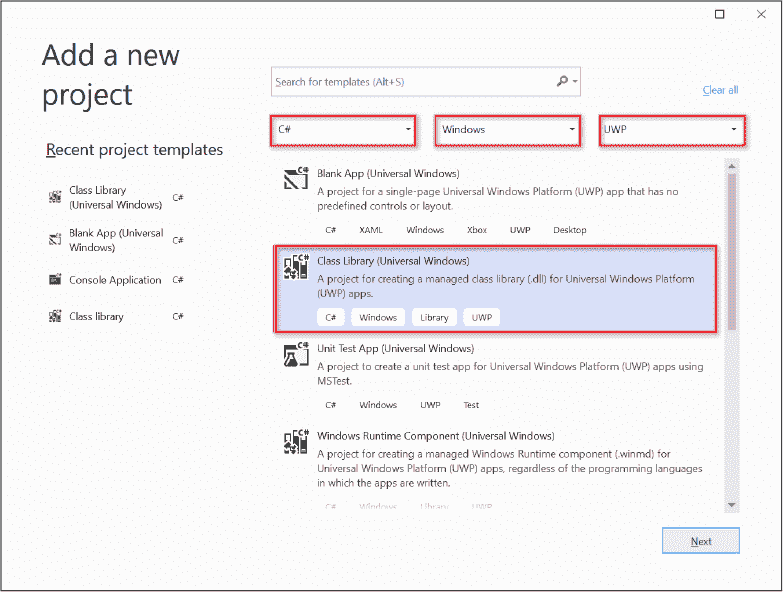 Add a new
project
Search for templates (Alt+S)
Clear all
C#
Windows
UWP
Recent project templates
Class Library
(Universal Windows)
C#
Blank App (Universal
Windows)
C#
Console Application
C#
Class library
C#
Blank App (Universal Windows)
A project for a single-page Universal Windows Platform (UWP) app that has no
predefined controls or layout.
C# XAML Windows Xbox UWP Desktop
Class Library (Universal Windows)
A project for creating a managed class library (.dll) for Universal Windows Platform
(UWP) apps.
C# Windows Library UWP
Unit Test App (Universal Windows)
A project to create a unit test app for Universal Windows Platform (UWP) apps using
MSTest.
C# Windows UWP Test
Windows Runtime Component (Universal Windows)
A project for creating a managed Windows Runtime component (.winmd) for
Universal Windows Platform (UWP) apps, regardless of the programming languages
in which the apps are written.
C# Windows Library UWP
Next